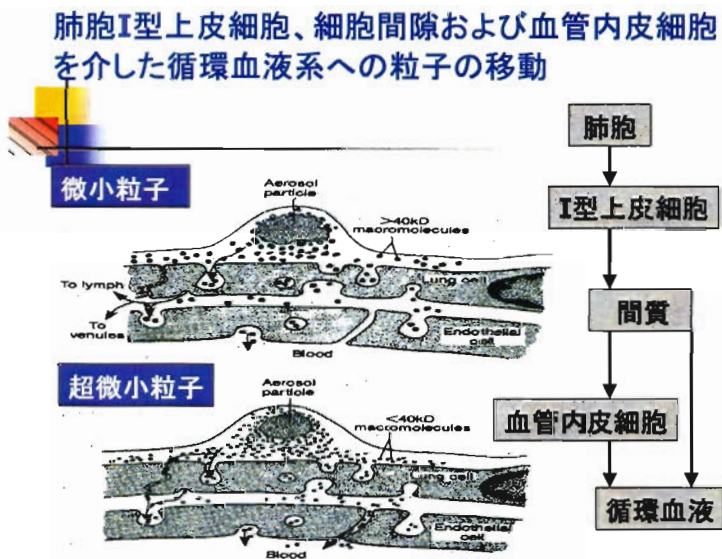 肺胞I型上皮細胞、細胞間隙および血管内皮細胞
を介した循環血液系への粒子の移動
微小粒子
Aerosol
particle
>40kD
macromolecules
Lung cell
To lymph
To
venules
Endothelial
cell
Blood
超微小粒子
Aerosol
particle
<40kD
macromolecules
Lung cell
Endothelial
cell
Blood
肺胞
I型上皮細胞
間質
血管内皮細胞
循環血液